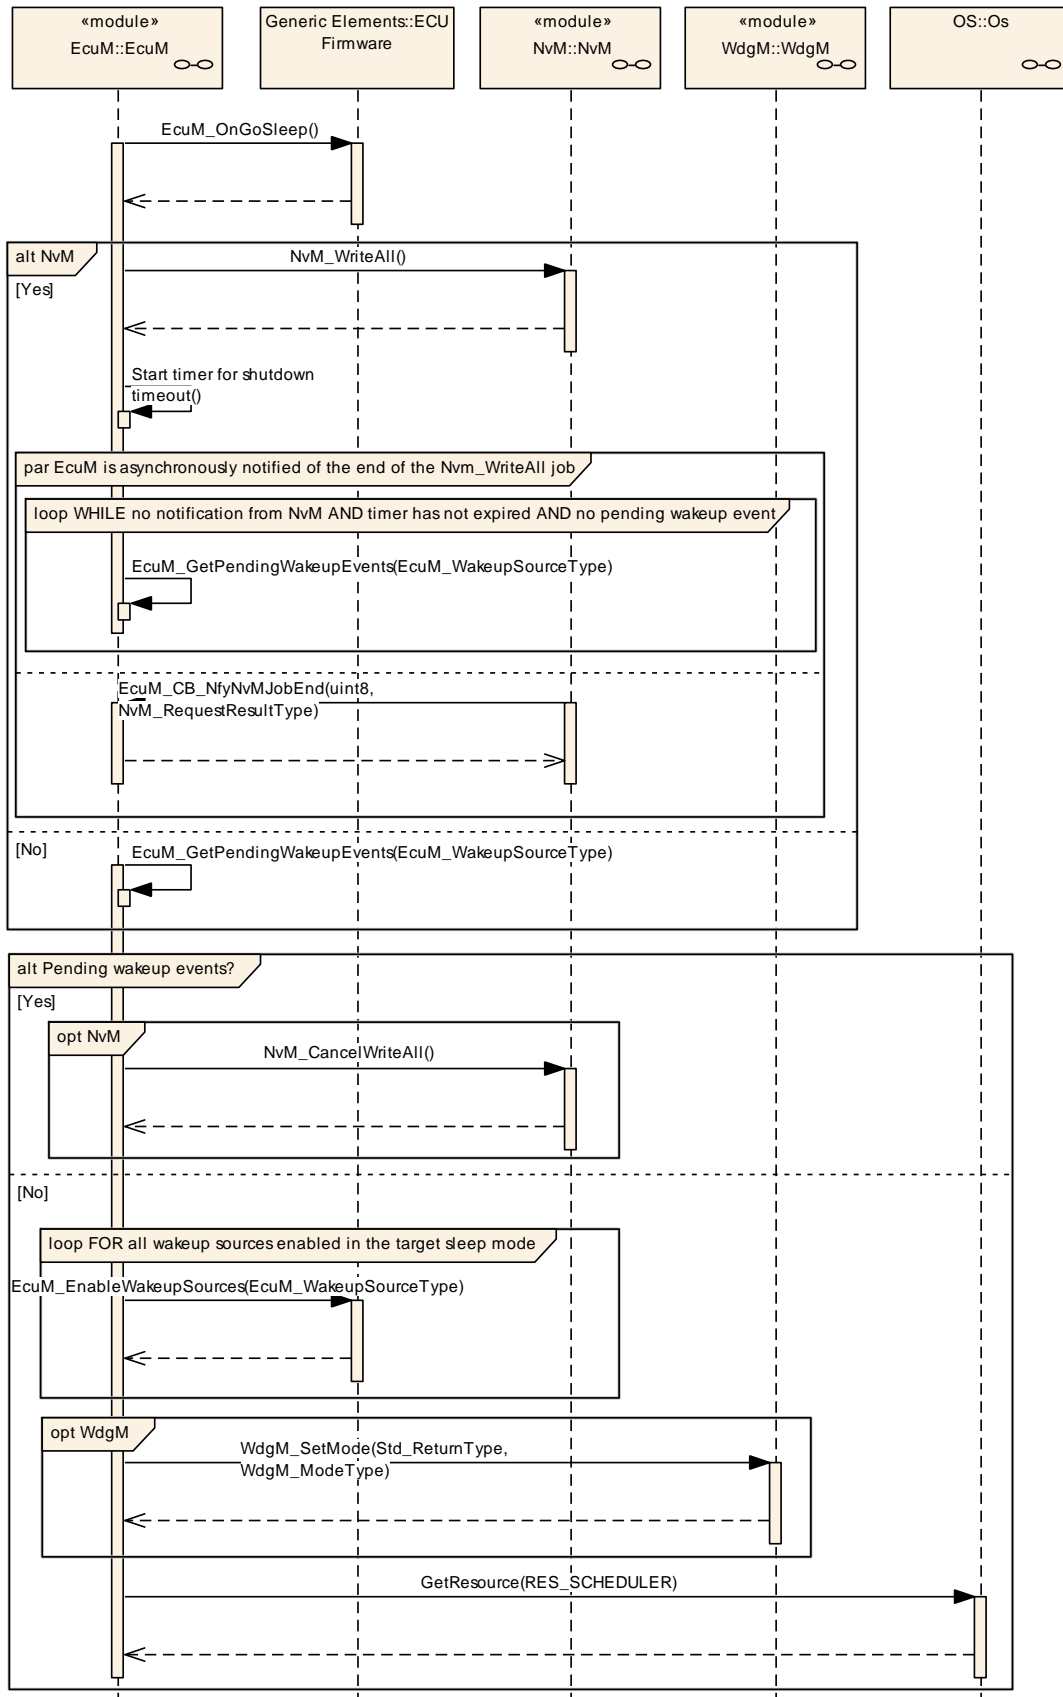 «module»
EcuM::EcuM
Generic Elements::ECU
Firmware
«module»
NvM::NvM
«module»
WdgM::WdgM
OS::Os
EcuM_OnGoSleep()
alt NvM
NvM_WriteAll()
[Yes]
Start timer for shutdown
timeout()
par EcuM is asynchronously notified of the end of the Nvm_WriteAll job
loop WHILE no notification from NvM AND timer has not expired AND no pending wakeup event
EcuM_GetPendingWakeupEvents(EcuM_WakeupSourceType)
EcuM_CB_NfyNvMJobEnd(uint8,
NvM_RequestResultType)
[No]
EcuM_GetPendingWakeupEvents(EcuM_WakeupSourceType)
alt Pending wakeup events?
[Yes]
opt NvM
NvM_CancelWriteAll()
[No]
loop FOR all wakeup sources enabled in the target sleep mode
EcuM_EnableWakeupSources(EcuM_WakeupSourceType)
opt WdgM
WdgM_SetMode(Std_ReturnType,
WdgM_ModeType)
GetResource(RES_SCHEDULER)